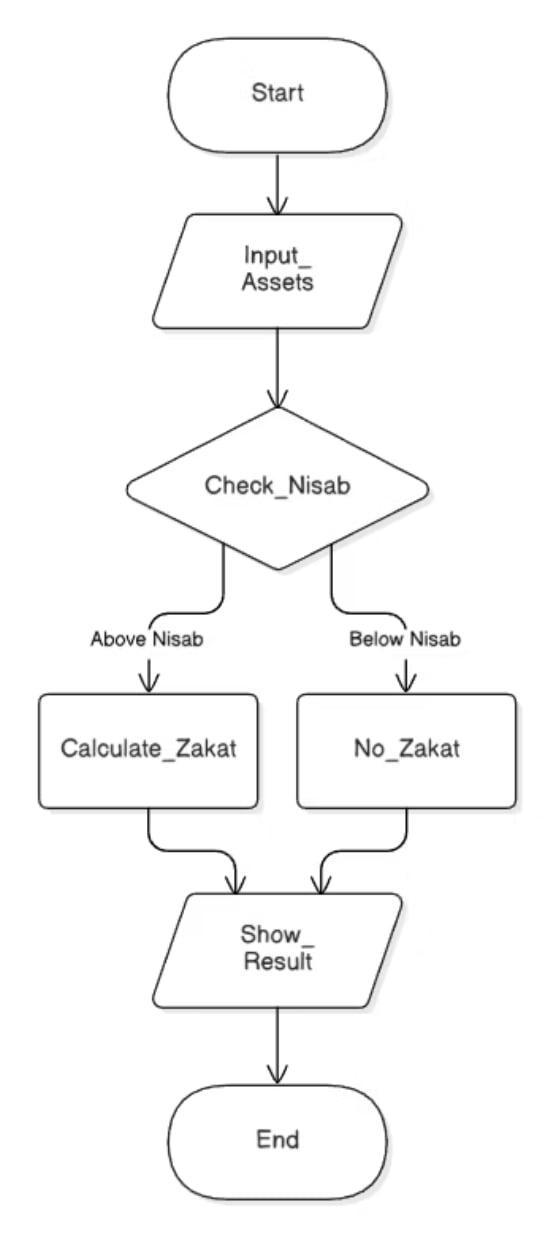 Start
Input_
Assets
Check_Nisab
Above Nisab
Below Nisab
Calculate_Zakat
No_Zakat
Show_
Result
End